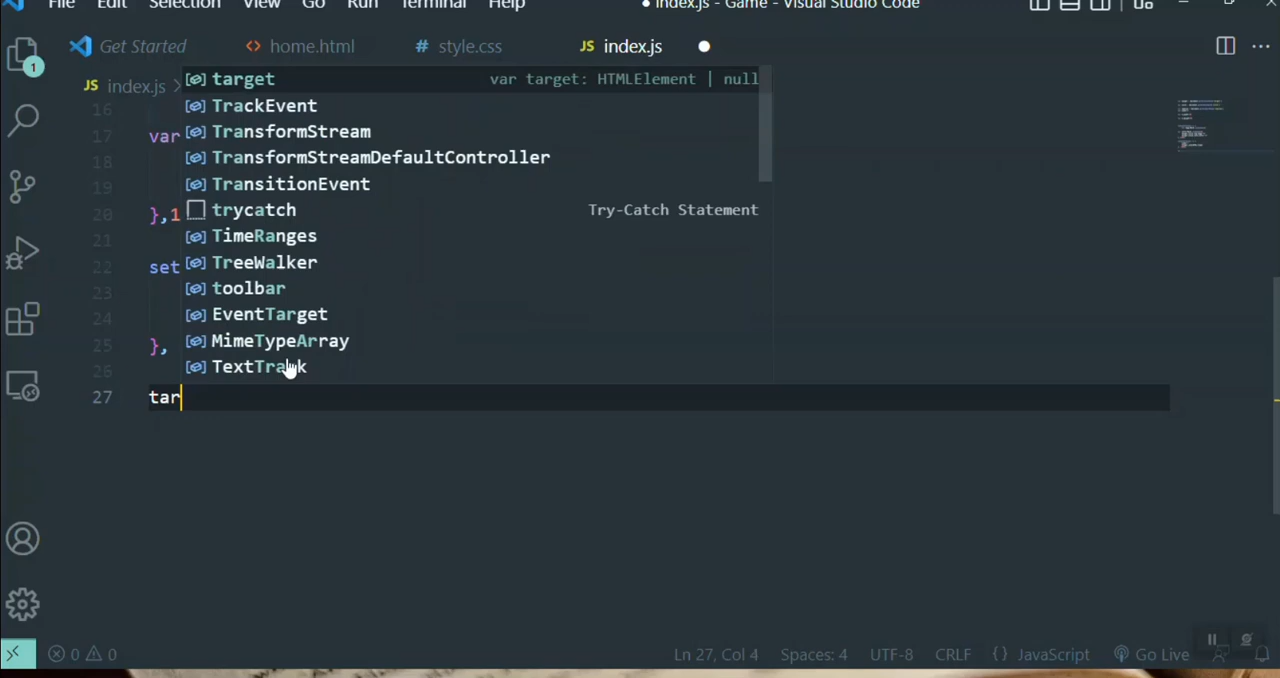 File Edit Selection View Go Run Terminal Help ● index.js - Game - Visual Studio Code
Get Started <> home.html # style.css JS index.js ●
JS index.js >
target var target: HTMLElement | null
TrackEvent
16
TransformStream
17 var
TransformStreamDefaultController
18
TransitionEvent
19
trycatch Try-Catch Statement
20 },1
TimeRanges
21
TreeWalker
22 set
toolbar
23
EventTarget
24
MimeTypeArray
25 },
TextTrack
26
27 tar
1
0 0 Ln 27, Col 4 Spaces: 4 UTF-8 CRLF {} JavaScript Go Live